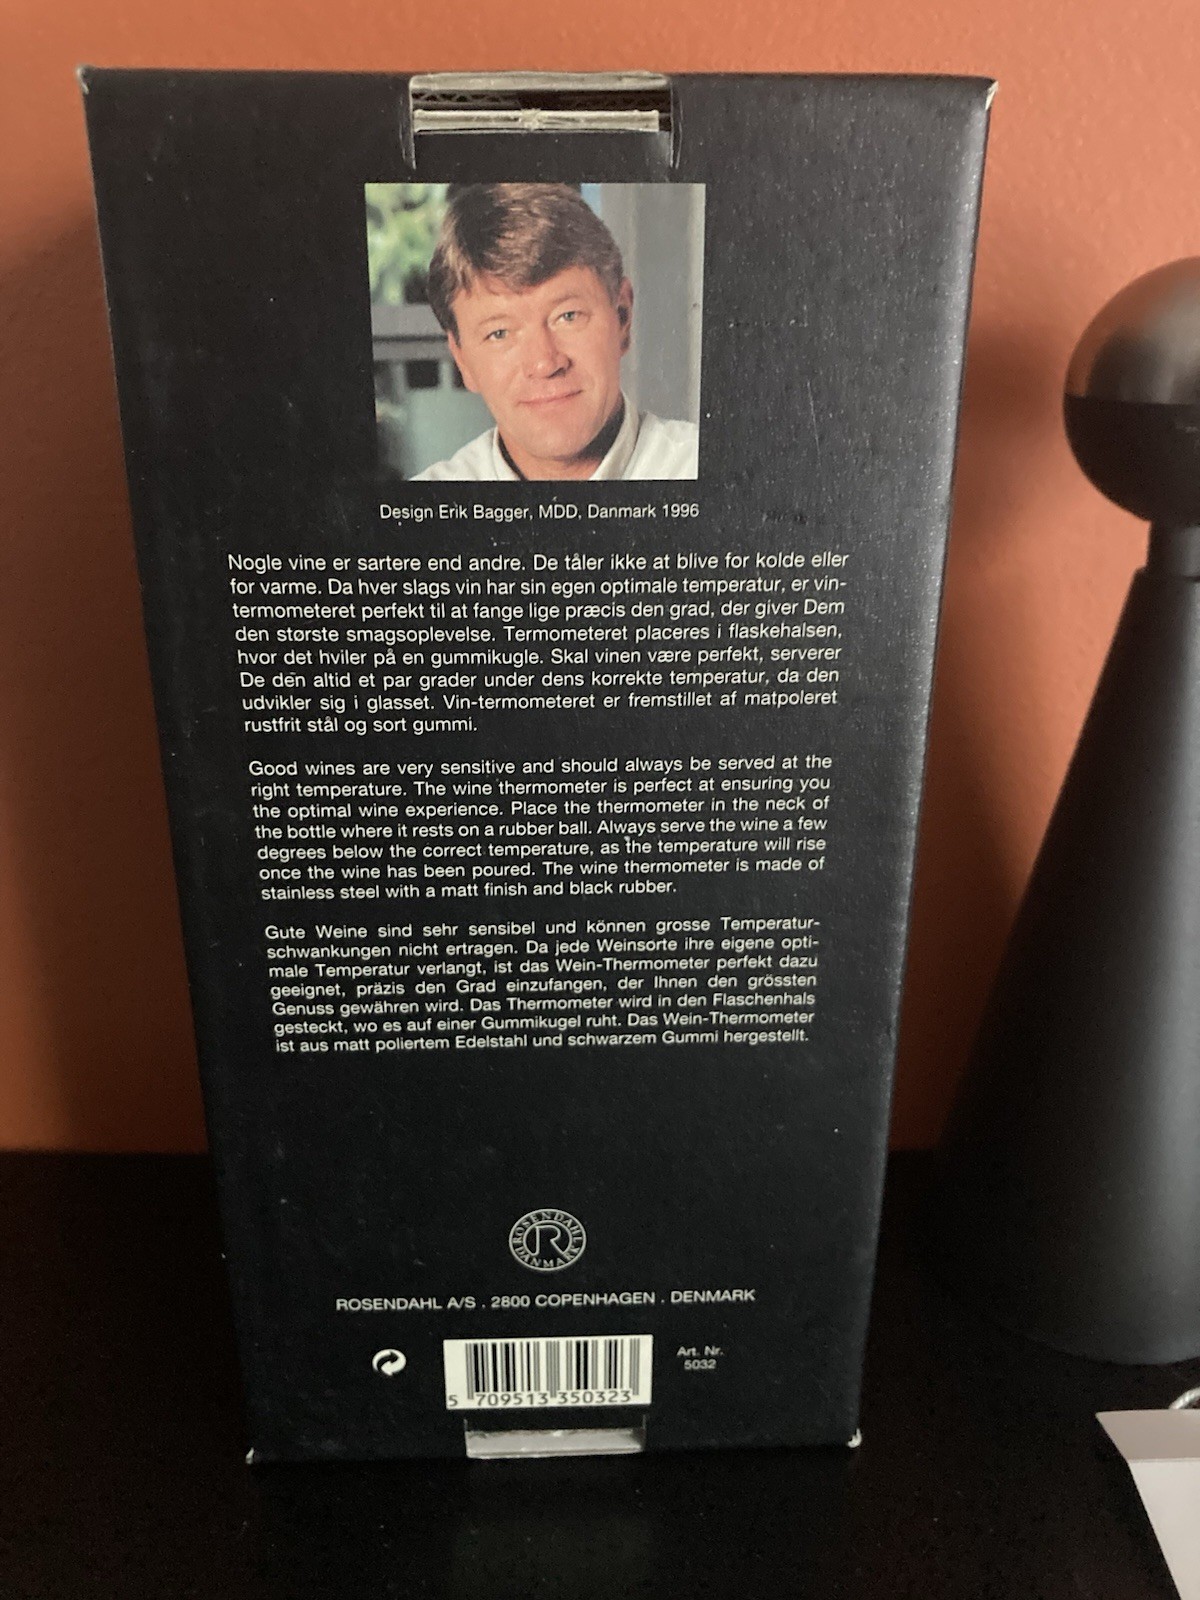 Design Erik Bagger, MDD, Danmark 1996
Nogle vine er sartere end andre. De tåler ikke at blive for kolde eller
for varme. Da hver slags vin har sin egen optimale temperatur, er vin-
termometeret perfekt til at fange lige præcis den grad, der giver Dem
den største smagsoplevelse. Termometeret placeres i flaskehalsen,
hvor det hviler på en gummikugle. Skal vinen være perfekt, serverer
De den altid et par grader under dens korrekte temperatur, da den
udvikler sig i glasset. Vin-termometeret er fremstillet af matpoleret
rustfrit stål og sort gummi.
Good wines are very sensitive and should always be served at the
right temperature. The wine thermometer is perfect at ensuring you
the optimal wine experience. Place the thermometer in the neck of
the bottle where it rests on a rubber ball. Always serve the wine a few
degrees below the correct temperature, as the temperature will rise
once the wine has been poured. The wine thermometer is made of
stainless steel with a matt finish and black rubber.
Gute Weine sind sehr sensibel und können grosse Temperatur-
schwankungen nicht ertragen. Da jede Weinsorte ihre eigene opti-
male Temperatur verlangt, ist das Wein-Thermometer perfekt dazu
geeignet, präzis den Grad einzufangen, der Ihnen den grössten
Genuss gewähren wird. Das Thermometer wird in den Flaschenhals
gesteckt, wo es auf einer Gummikugel ruht. Das Wein-Thermometer
ist aus matt poliertem Edelstahl und schwarzem Gummi hergestellt.
ROSENDAHL
R
DANMARK
ROSENDAHL A/S . 2800 COPENHAGEN . DENMARK
Art. Nr.
5032
5 709513 350323